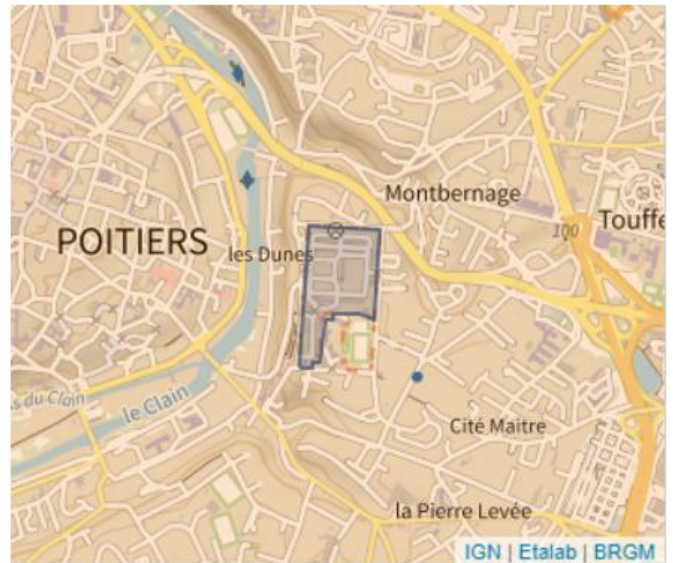 Montbernage
POITIERS
les Dunes
100
Touffe
s du Clain
le Clain
Cité Maitre
la Pierre Levée
IGN | Etalab | BRGM